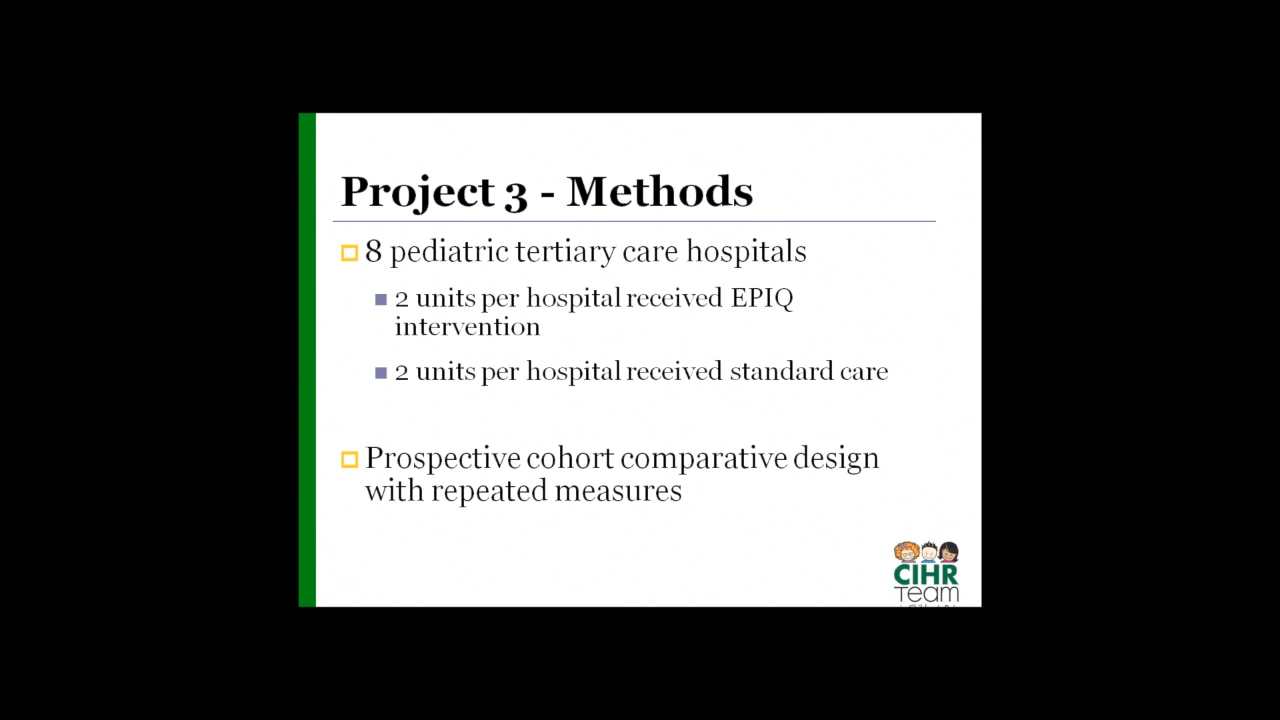 Project 3 - Methods
8 pediatric tertiary care hospitals
2 units per hospital received EPIQ
intervention
2 units per hospital received standard care
Prospective cohort comparative design
with repeated measures
CIHR
Team